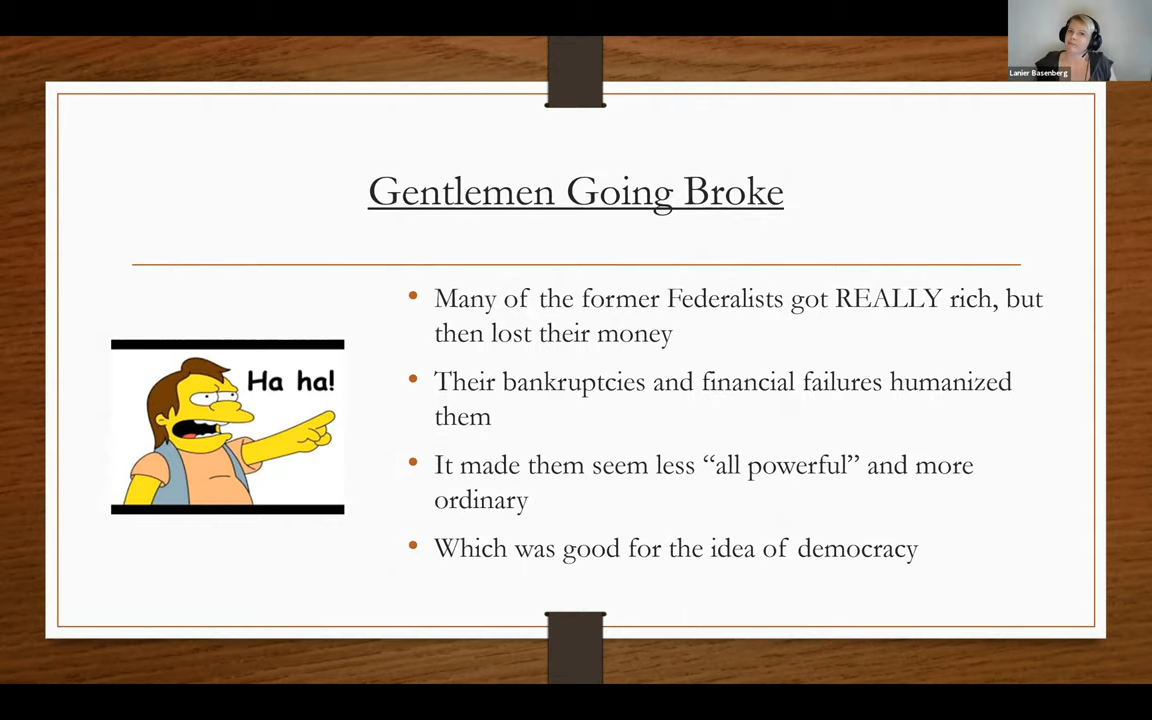 Lanier Basenberg
Gentlemen Going Broke
• Many of the former Federalists got REALLY rich, but
then lost their money
Ha ha!
• Their bankruptcies and financial failures humanized
them
• It made them seem less “all powerful” and more
ordinary
• Which was good for the idea of democracy